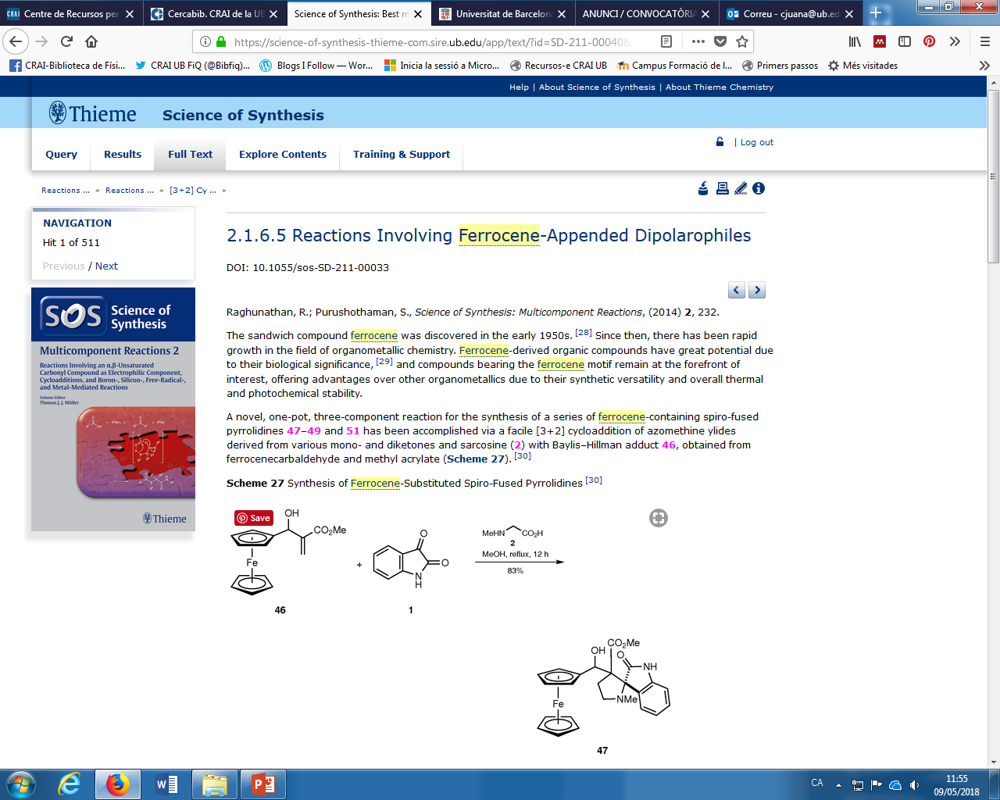 Centre de Recursos per
Cercabib. CRAI de la UB
Science of Synthesis: Best m
Universitat de Barcelona
ANUNCI / CONVOCATÒRIA
Correu - cjuana@ub.ed
https://science-of-synthesis-thieme-com.sire.ub.edu/app/text/?id=SD-211-00040&
CRAI-Biblioteca de Físi...
CRAI UB FiQ (@Bibfiq)...
Blogs I Follow — Wor...
Inicia la sessió a Micro...
Recursos-e CRAI UB
Campus Formació de l...
Primers passos
Més visitades
Help | About Science of Synthesis | About Thieme Chemistry
Thieme
Science of Synthesis
Query
Results
Full Text
Explore Contents
Training & Support
| Log out
Reactions ... » Reactions ... » [3+2] Cy ... »
NAVIGATION
Hit 1 of 511
Previous / Next
SOS Science of
Synthesis
Multicomponent Reactions 2
Reactions Involving an α,β-Unsaturated
Carbonyl Compound as Electrophilic Component,
Cycloadditions, and Boron-, Silicon-, Free-Radical-,
and Metal-Mediated Reactions
Volume Editor
Thomas J. J. Müller
Thieme
2.1.6.5 Reactions Involving Ferrocene-Appended Dipolarophiles
DOI: 10.1055/sos-SD-211-00033
Raghunathan, R.; Purushothaman, S., Science of Synthesis: Multicomponent Reactions, (2014) 2, 232.
The sandwich compound ferrocene was discovered in the early 1950s. [28] Since then, there has been rapid
growth in the field of organometallic chemistry. Ferrocene-derived organic compounds have great potential due
to their biological significance, [29] and compounds bearing the ferrocene motif remain at the forefront of
interest, offering advantages over other organometallics due to their synthetic versatility and overall thermal
and photochemical stability.
A novel, one-pot, three-component reaction for the synthesis of a series of ferrocene-containing spiro-fused
pyrrolidines 47–49 and 51 has been accomplished via a facile [3+2] cycloaddition of azomethine ylides
derived from various mono- and diketones and sarcosine (2) with Baylis–Hillman adduct 46, obtained from
ferrocenecarbaldehyde and methyl acrylate (Scheme 27). [30]
Scheme 27 Synthesis of Ferrocene-Substituted Spiro-Fused Pyrrolidines [30]
Save
OH
CO₂Me
Fe
46
+
O
O
N
H
1
MeHN CO₂H
2
MeOH, reflux, 12 h
83%
CO₂Me
OH
O
NH
NMe
Fe
47
CA
11:55
09/05/2018